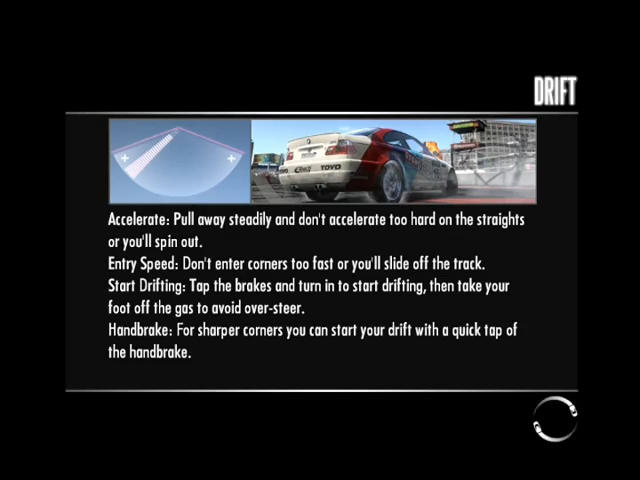 DRIFT
TOYO
Accelerate: Pull away steadily and don't accelerate too hard on the straights
or you'll spin out.
Entry Speed: Don't enter corners too fast or you'll slide off the track.
Start Drifting: Tap the brakes and turn in to start drifting, then take your
foot off the gas to avoid over-steer.
Handbrake: For sharper corners you can start your drift with a quick tap of
the handbrake.